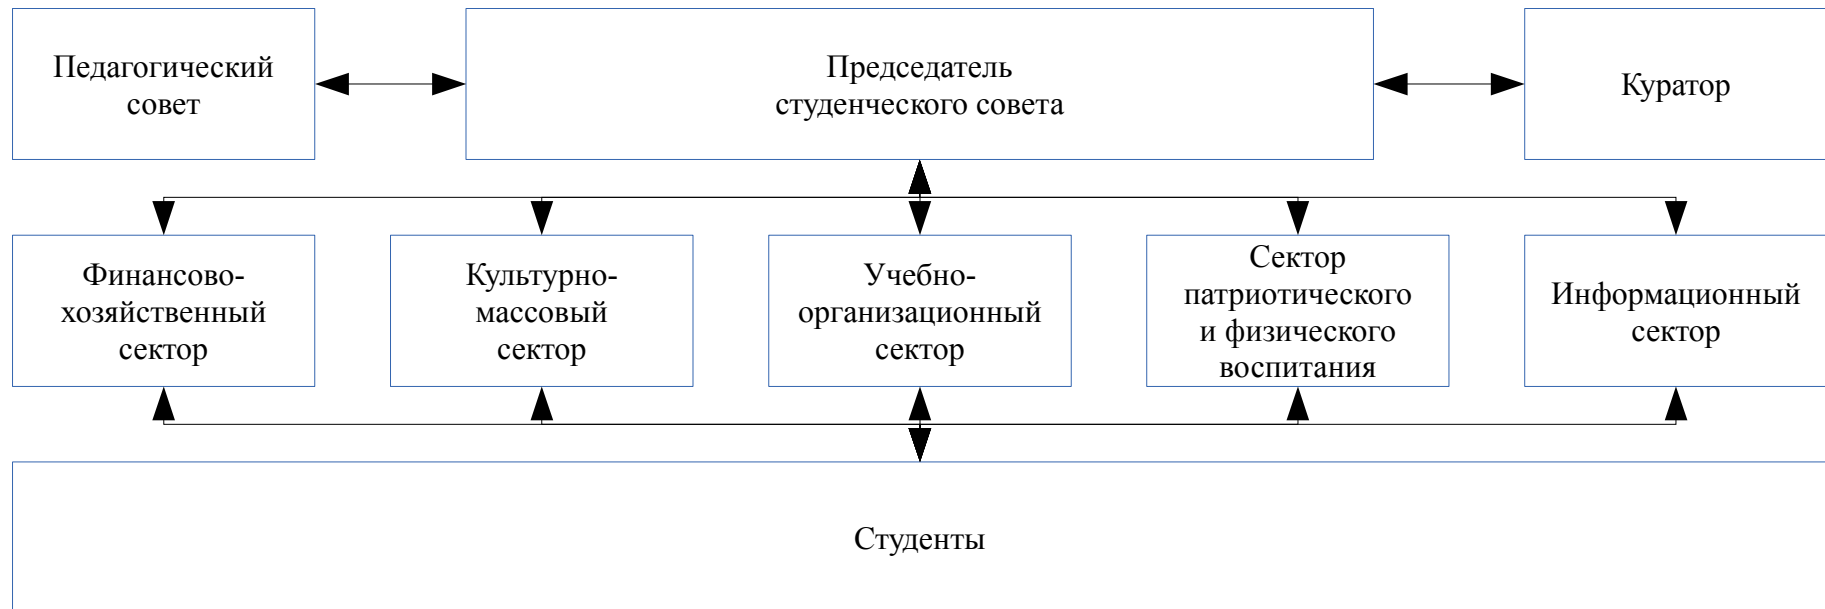 Педагогический
совет
Председатель
студенческого совета
Куратор
Финансово-
хозяйственный
сектор
Культурно-
массовый
сектор
Учебно-
организационный
сектор
Сектор
патриотического
и физического
воспитания
Информационный
сектор
Студенты